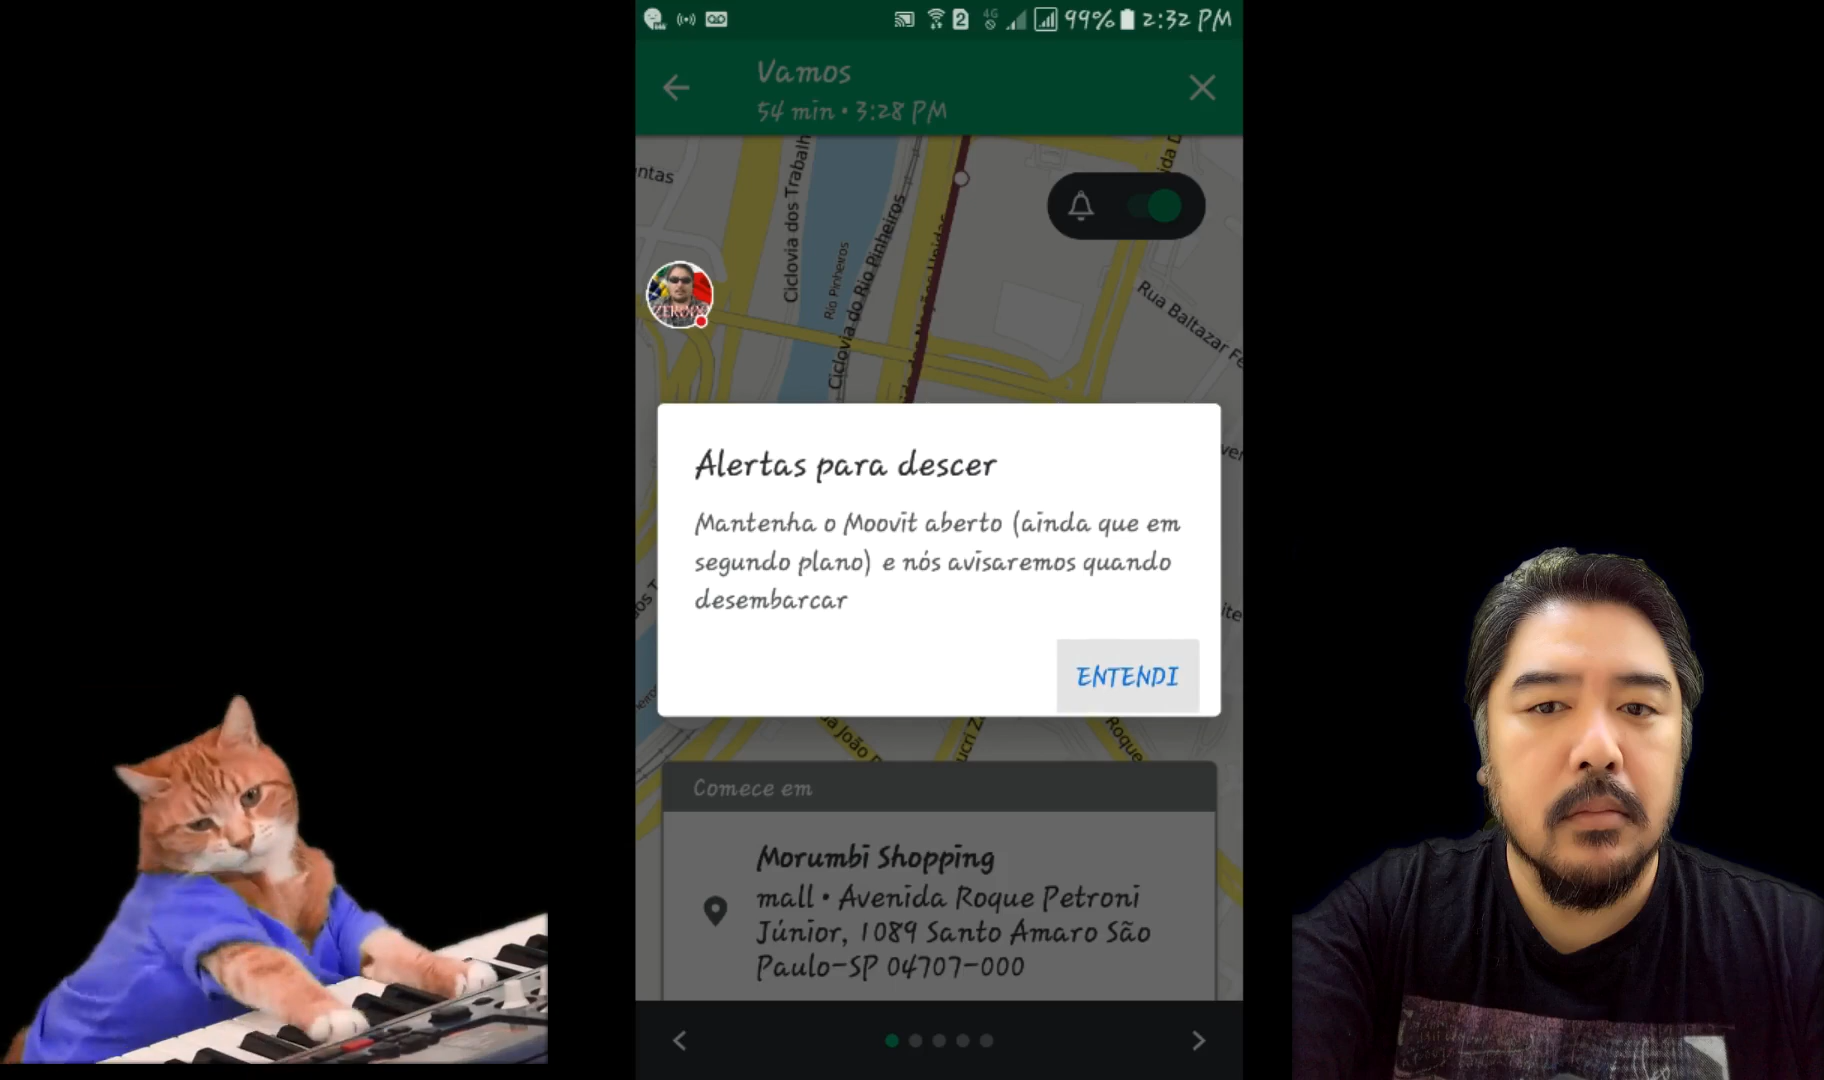 99% 2:32 PM
Vamos
54 min • 3:28 PM
Ciclovia dos Trabalh
Rio Pinheiros
Ciclovia do Rio Pinheiros
Rua Baltazar Fe
ZEROIX
Alertas para descer
Mantenha o Moovit aberto (ainda que em
segundo plano) e nós avisaremos quando
desembarcar
ENTENDI
Roque
Comece em
Morumbi Shopping
mall • Avenida Roque Petroni
Júnior, 1089 Santo Amaro São
Paulo-SP 04707-000